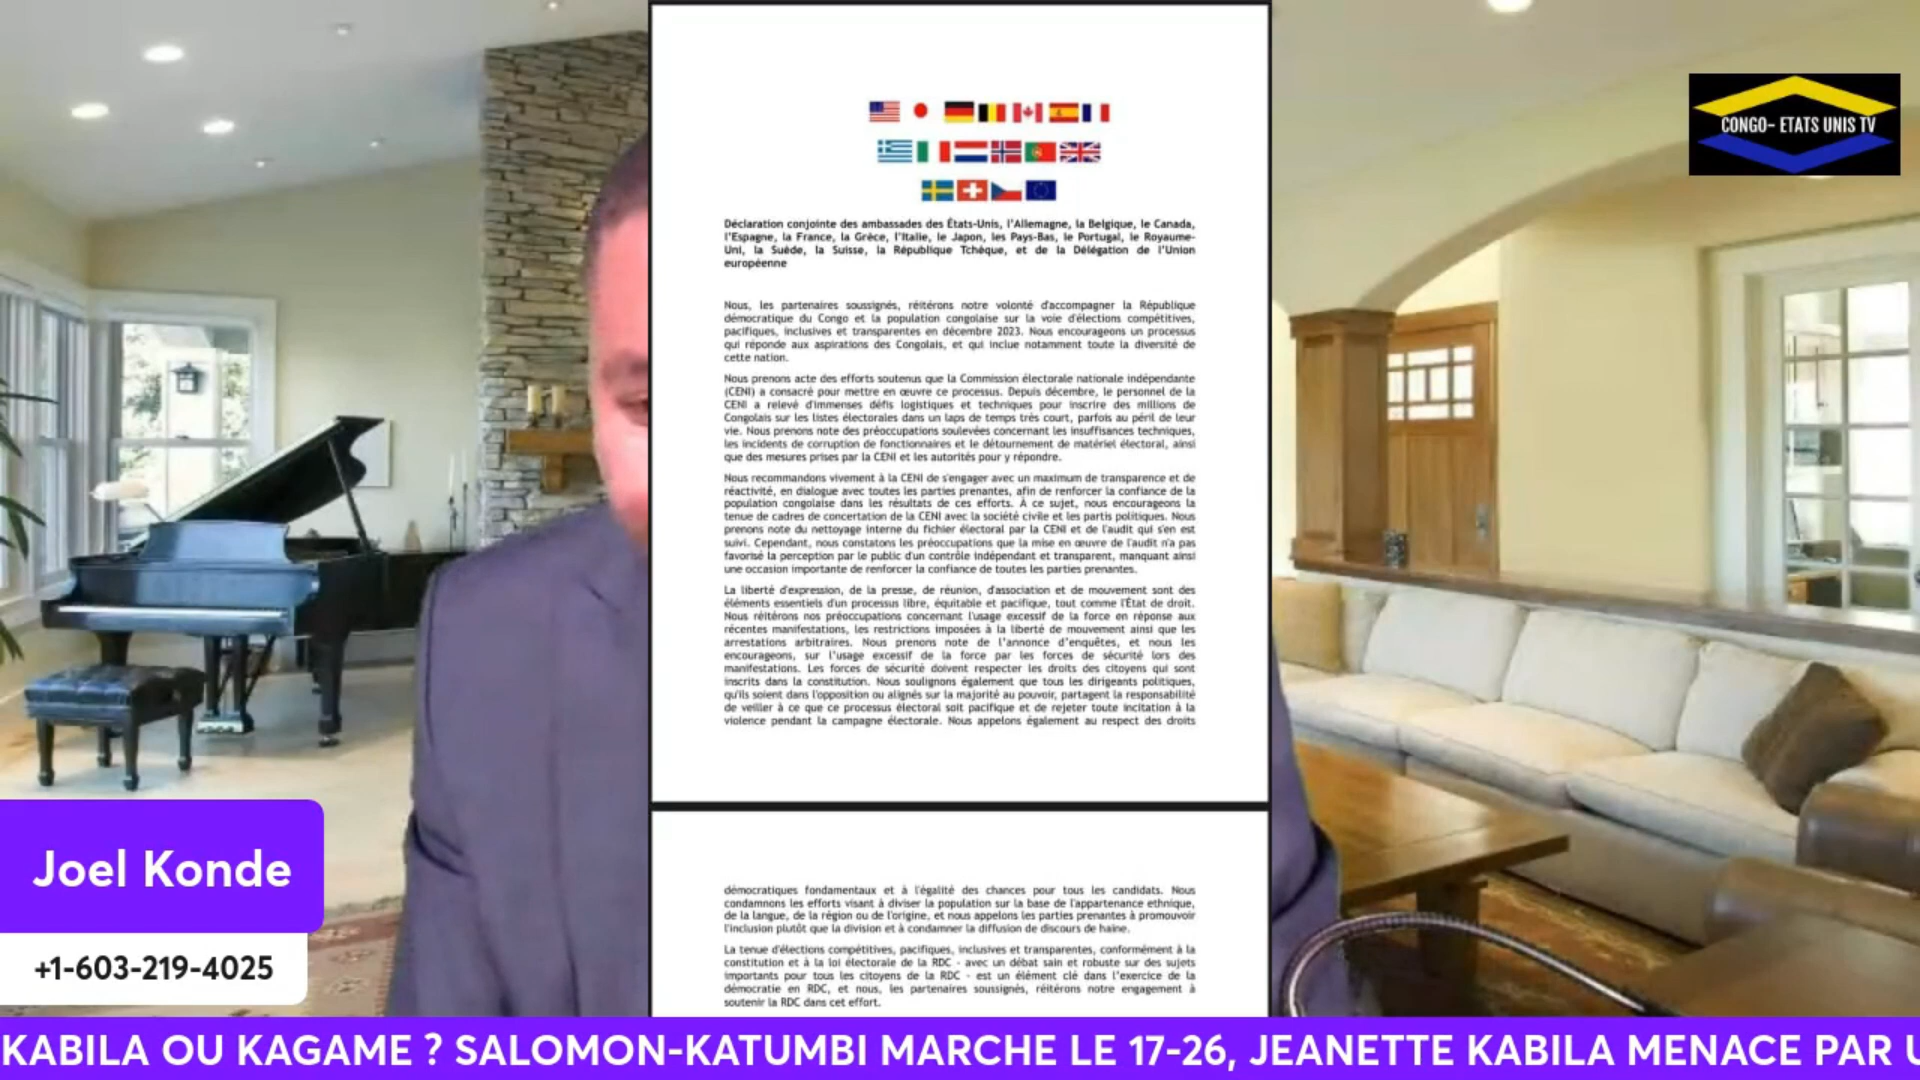 CONGO- ETATS UNIS TV
Déclaration conjointe des ambassades des États-Unis, l'Allemagne, la Belgique, le Canada,
l'Espagne, la France, la Grèce, l'Italie, le Japon, les Pays-Bas, le Portugal, le Royaume-
Uni, la Suède, la Suisse, la République Tchèque, et de la Délégation de l'Union
européenne
Nous, les partenaires soussignés, réitérons notre volonté d'accompagner la République
démocratique du Congo et la population congolaise sur la voie d'élections compétitives,
pacifiques, inclusives et transparentes en décembre 2023. Nous encourageons un processus
qui réponde aux aspirations des Congolais, et qui inclue notamment toute la diversité de
cette nation.
Nous prenons acte des efforts soutenus que la Commission électorale nationale indépendante
(CENI) a consacré pour mettre en œuvre ce processus. Depuis décembre, le personnel de la
CENI a relevé d'immenses défis logistiques et techniques pour inscrire des millions de
Congolais sur les listes électorales dans un laps de temps très court, parfois au péril de leur
vie. Nous prenons note des préoccupations soulevées concernant les insuffisances techniques,
les incidents de corruption de fonctionnaires et le détournement de matériel électoral, ainsi
que des mesures prises par la CENI et les autorités pour y répondre.
Nous recommandons vivement à la CENI de s'engager avec un maximum de transparence et de
réactivité, en dialogue avec toutes les parties prenantes, afin de renforcer la confiance de la
population congolaise dans les résultats de ces efforts. À ce sujet, nous encourageons la
tenue de cadres de concertation de la CENI avec la société civile et les partis politiques. Nous
prenons note du nettoyage interne du fichier électoral par la CENI et de l'audit qui s'en est
suivi. Cependant, nous constatons les préoccupations que la mise en œuvre de l'audit n'a pas
favorisé la perception par le public d'un contrôle indépendant et transparent, manquant ainsi
une occasion importante de renforcer la confiance de toutes les parties prenantes.
La liberté d'expression, de la presse, de réunion, d'association et de mouvement sont des
éléments essentiels d'un processus libre, équitable et pacifique, tout comme l'État de droit.
Nous réitérons nos préoccupations concernant l'usage excessif de la force en réponse aux
récentes manifestations, les restrictions imposées à la liberté de mouvement ainsi que les
arrestations arbitraires. Nous prenons note de l'annonce d'enquêtes, et nous les
encourageons, sur l'usage excessif de la force par les forces de sécurité lors des
manifestations. Les forces de sécurité doivent respecter les droits des citoyens qui sont
inscrits dans la constitution. Nous soulignons également que tous les dirigeants politiques,
qu'ils soient dans l'opposition ou alignés sur la majorité au pouvoir, partagent la responsabilité
de veiller à ce que ce processus électoral soit pacifique et de rejeter toute incitation à la
violence pendant la campagne électorale. Nous appelons également au respect des droits
démocratiques fondamentaux et à l'égalité des chances pour tous les candidats. Nous
condamnons les efforts visant à diviser la population sur la base de l'appartenance ethnique,
de la langue, de la région ou de l'origine, et nous appelons les parties prenantes à promouvoir
l'inclusion plutôt que la division et à condamner la diffusion de discours de haine.
La tenue d'élections compétitives, pacifiques, inclusives et transparentes, conformément à la
constitution et à la loi électorale de la RDC - avec un débat sain et robuste sur des sujets
importants pour tous les citoyens de la RDC - est un élément clé dans l'exercice de la
démocratie en RDC, et nous, les partenaires soussignés, réitérons notre engagement à
soutenir la RDC dans cet effort.
Joel Konde
+1-603-219-4025
KABILA OU KAGAME ? SALOMON-KATUMBI MARCHE LE 17-26, JEANETTE KABILA MENACE PAR U